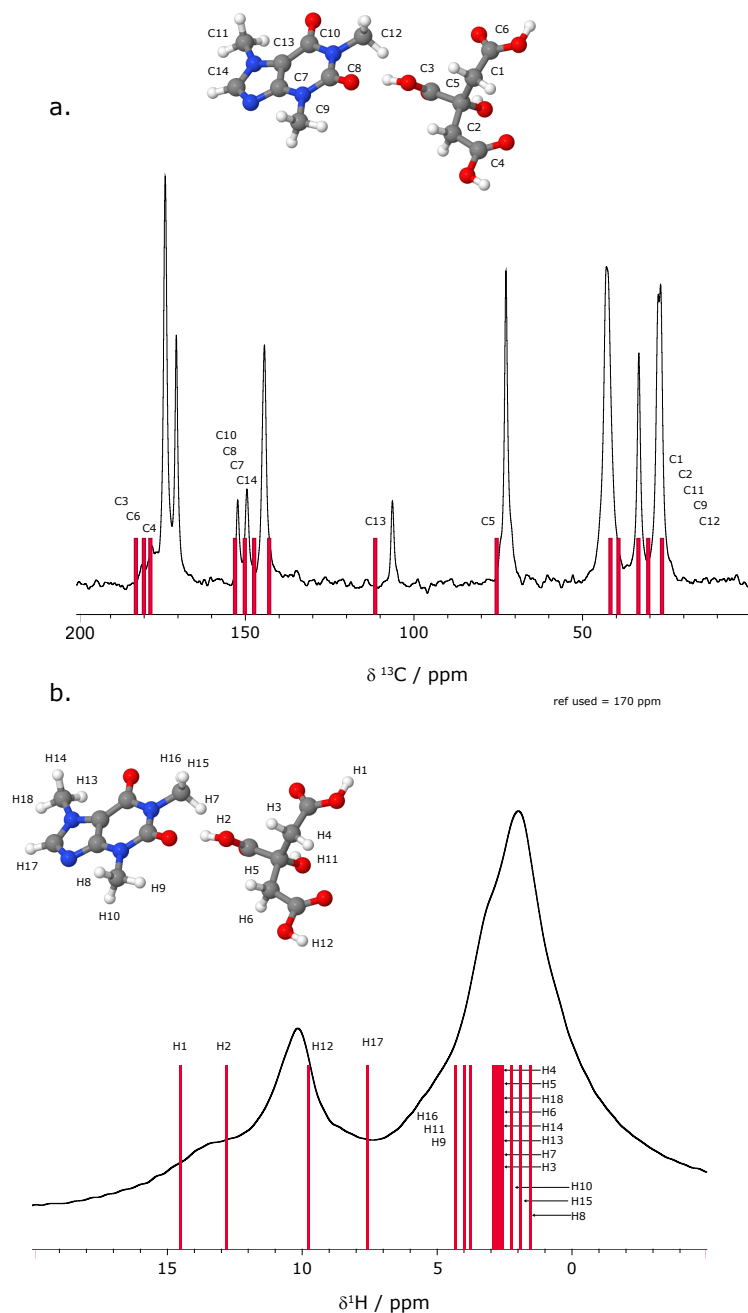 a.
C11
C13
C10
C12
C14
C7
C8
C9
C6
C3
C1
C5
C2
C4
C10
C8
C7
C14
C3
C6
C4
C13
C5
C1
C2
C11
C9
C12
200
150
100
50
δ ¹³C / ppm
ref used = 170 ppm
b.
H14
H13
H18
H17
H8
H10
H9
H16
H15
H7
H1
H3
H2
H4
H5
H11
H6
H12
H1
H2
H12
H17
H16
H11
H9
H4
H5
H18
H6
H14
H13
H7
H3
H10
H15
H8
15
10
5
0
δ¹H / ppm